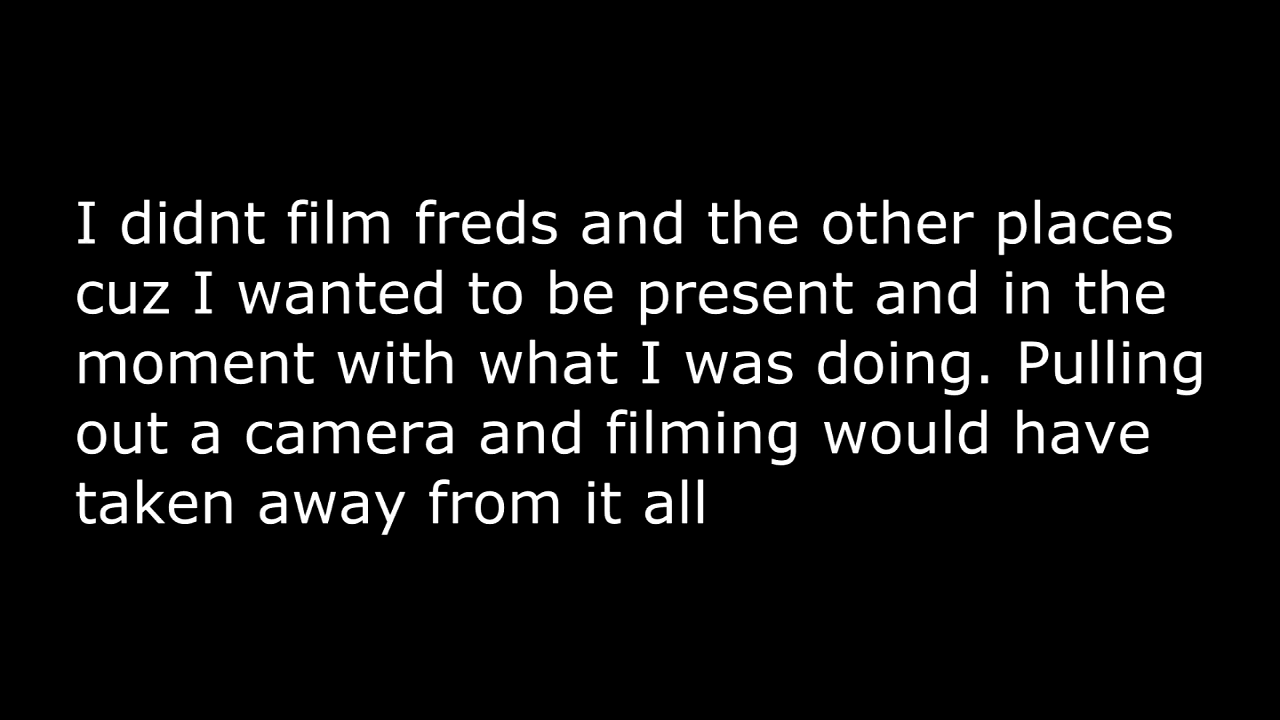 I didnt film freds and the other places
cuz I wanted to be present and in the
moment with what I was doing. Pulling
out a camera and filming would have
taken away from it all